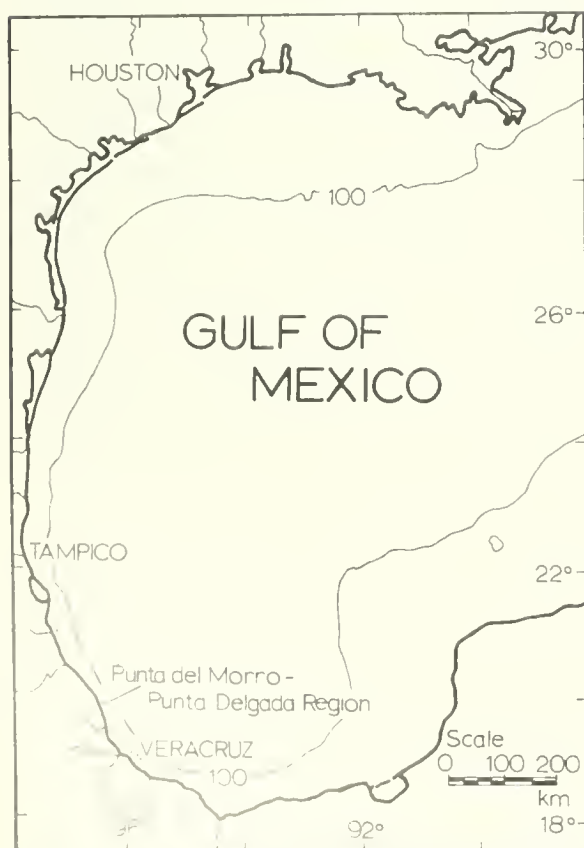 HOUSTON
30°
100
GULF OF
MEXICO
26°
TAMPICO
22°
Punta del Morro-
Punta Delgada Region
VERACRUZ
100
Scale
0 100 200
km
92°
18°